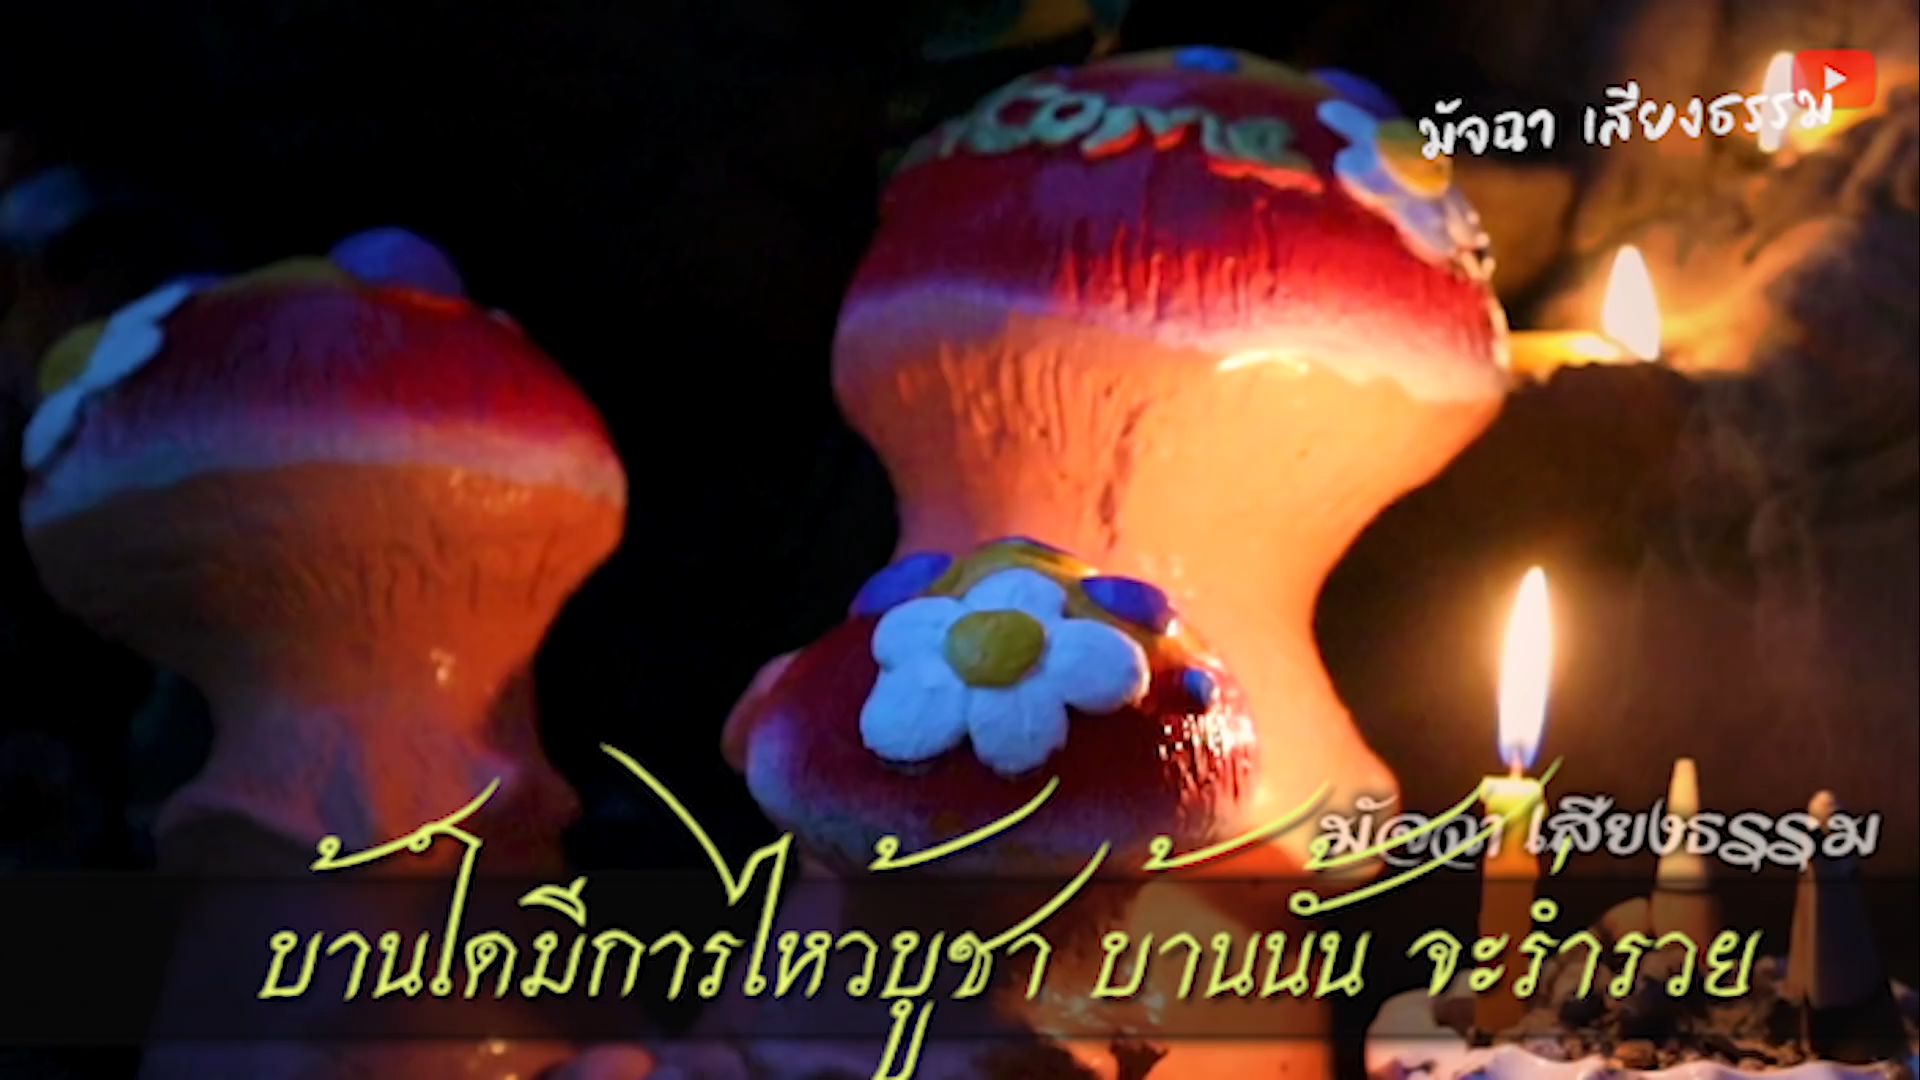 มัจฉา เสียงธรรม
come
มัจฉา เสียงธรรม
บ้านใดมีการไหว้บูชา บ้านนั้น จะร่ำรวย